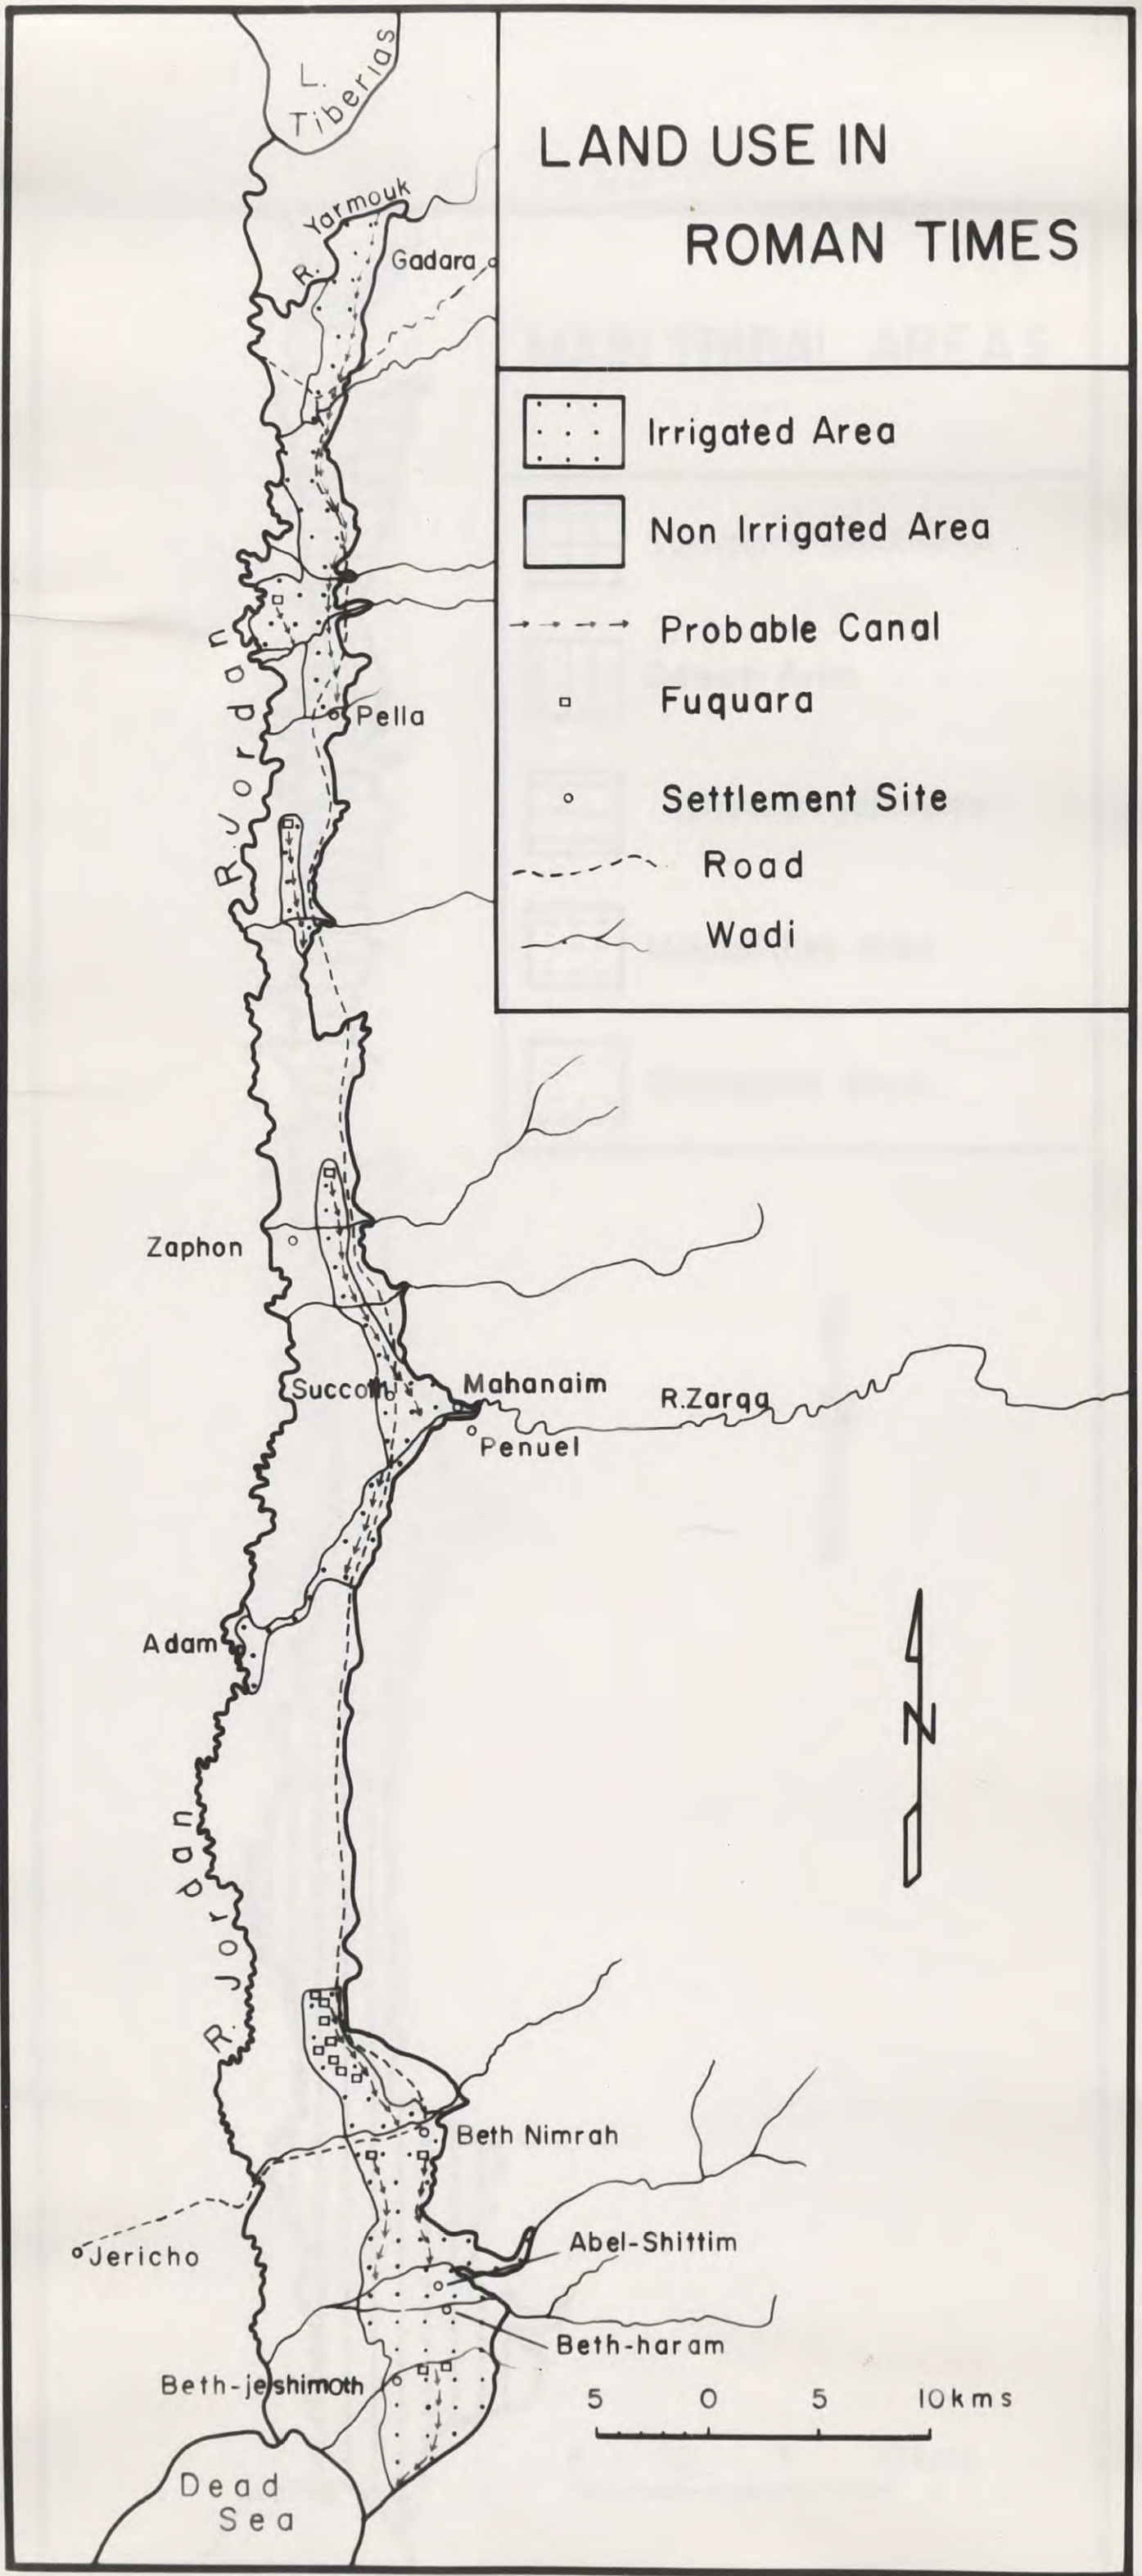 L.
Tiberias
LAND USE IN
ROMAN TIMES
R. Yarmouk
Gadara
Irrigated Area
Non Irrigated Area
Probable Canal
Fuquara
Settlement Site
Road
Wadi
R. Jordan
Pella
Zaphon
Succoth
Mahanaim
R.Zarqa
Penuel
Adam
N
R. Jordan
Beth Nimrah
Jericho
Abel-Shittim
Beth-haram
Beth-jeshimoth
5 0 5 10kms
Dead
Sea